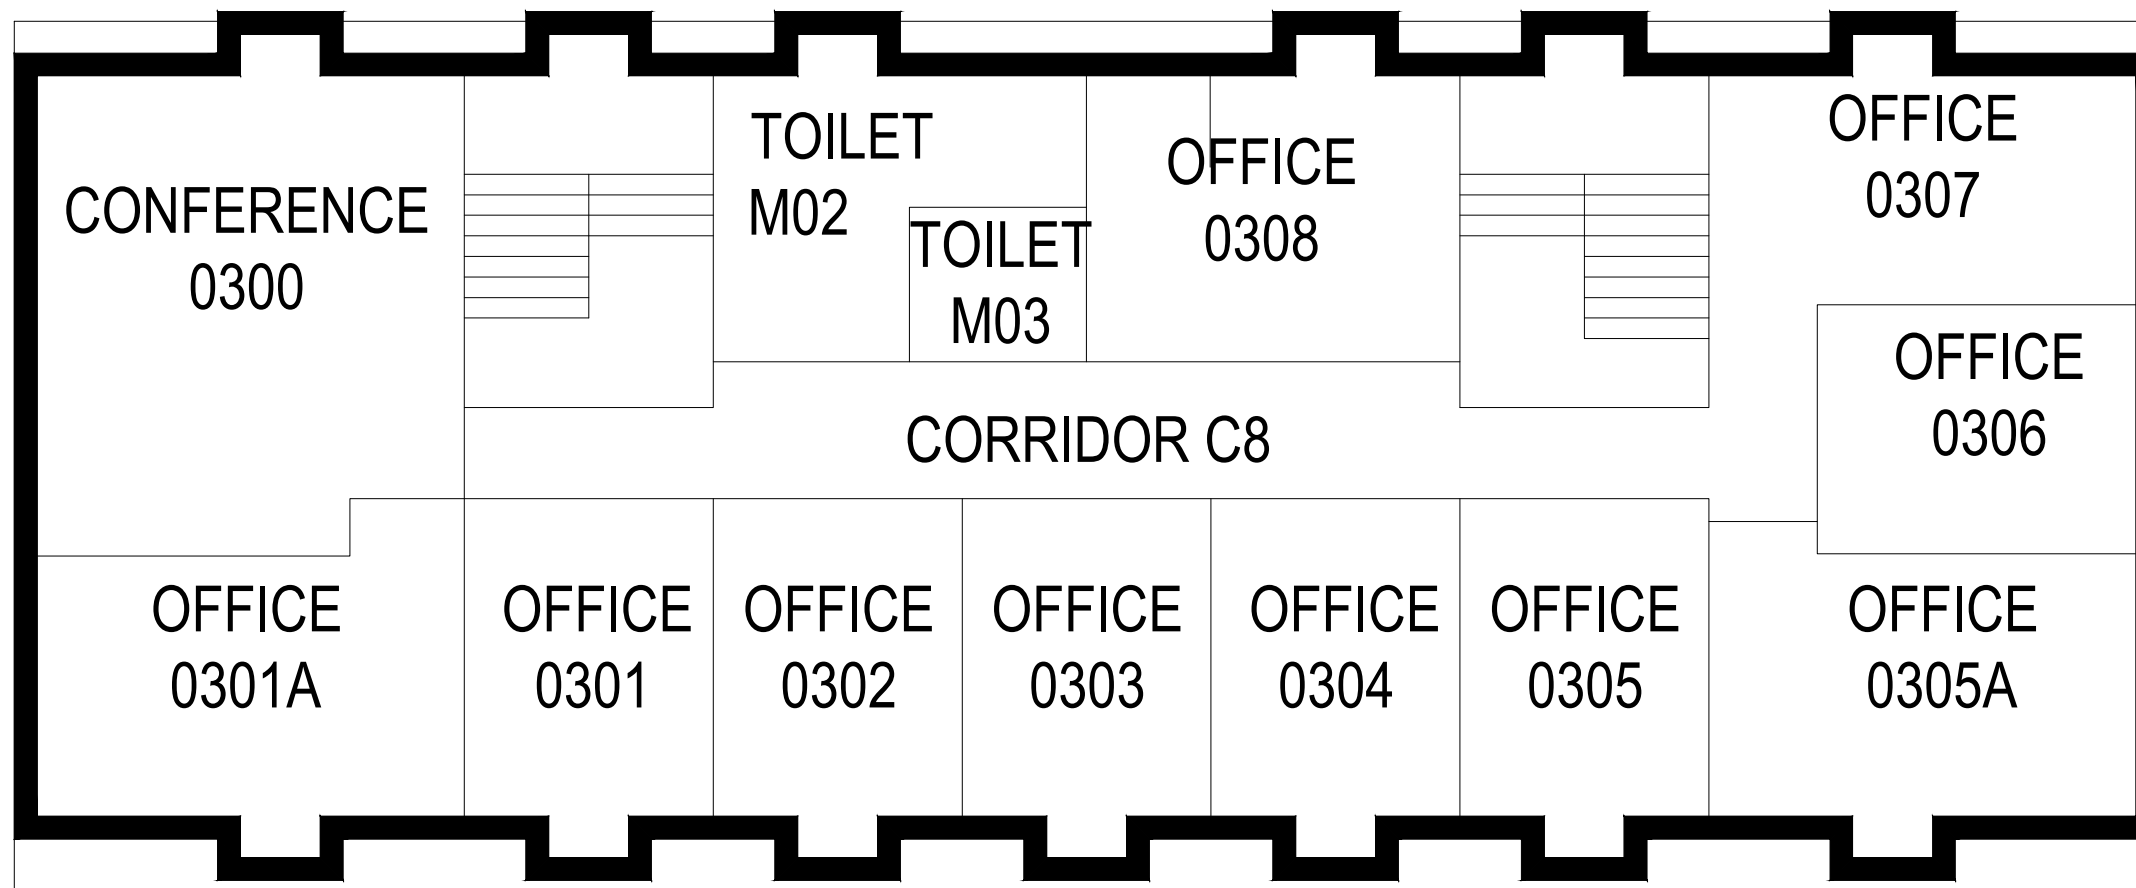 CONFERENCE
0300
TOILET
M02
TOILET
M03
OFFICE
0308
OFFICE
0307
OFFICE
0306
CORRIDOR C8
OFFICE
0301A
OFFICE
0301
OFFICE
0302
OFFICE
0303
OFFICE
0304
OFFICE
0305
OFFICE
0305A